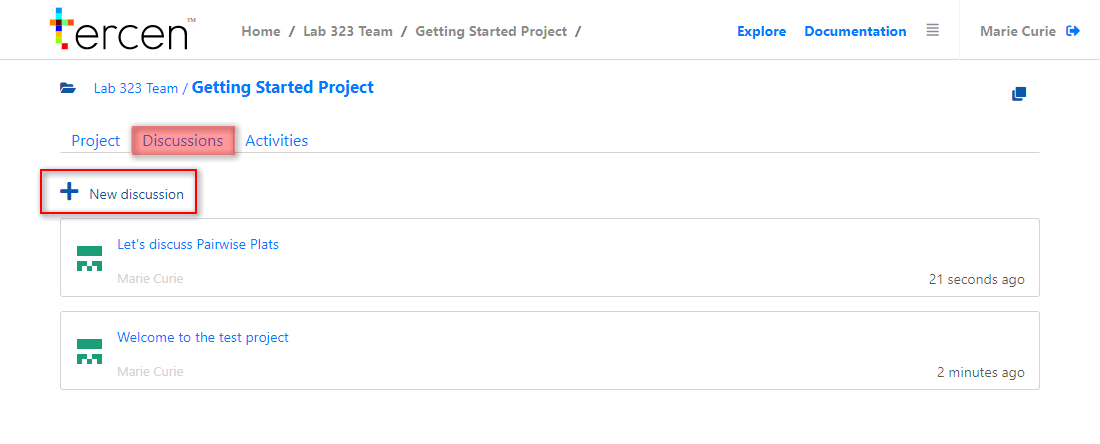 tercen™
Home / Lab 323 Team / Getting Started Project /
Explore Documentation
Marie Curie
Lab 323 Team / Getting Started Project
Project Discussions Activities
New discussion
Let's discuss Pairwise Plats
Marie Curie
21 seconds ago
Welcome to the test project
Marie Curie
2 minutes ago